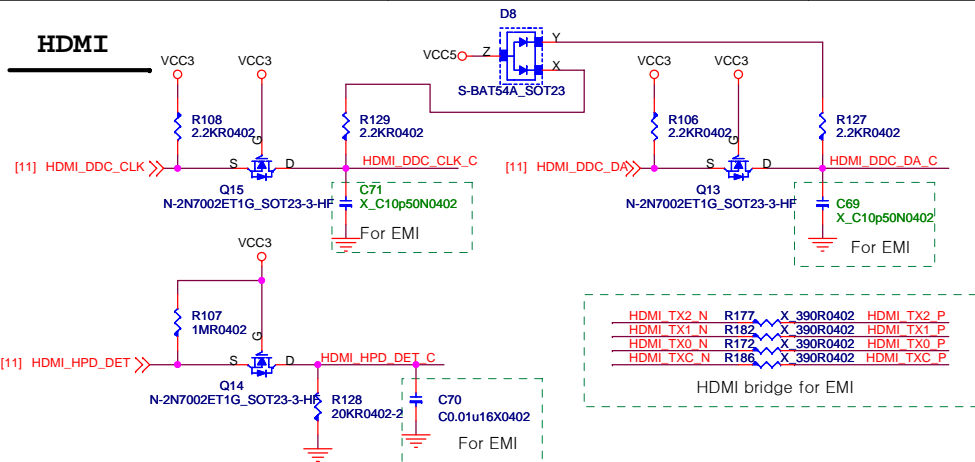 HDMI
D8
VCC3
VCC3
VCC5
Z
Y
X
S-BAT54A_SOT23
VCC3
VCC3
R108
2.2KR0402
G
R129
2.2KR0402
R106
2.2KR0402
G
R127
2.2KR0402
[11] HDMI_DDC_CLK
S
D
HDMI_DDC_CLK_C
[11] HDMI_DDC_DA
S
D
HDMI_DDC_DA_C
Q15
N-2N7002ET1G_SOT23-3-HF
C71
X_C10p50N0402
For EMI
Q13
N-2N7002ET1G_SOT23-3-HF
C69
X_C10p50N0402
For EMI
VCC3
R107
1MR0402
G
[11] HDMI_HPD_DET
S
D
HDMI_HPD_DET_C
Q14
N-2N7002ET1G_SOT23-3-HF
R128
20KR0402-2
C70
C0.01u16X0402
For EMI
HDMI_TX2_N R177 X_390R0402 HDMI_TX2_P
HDMI_TX1_N R182 X_390R0402 HDMI_TX1_P
HDMI_TX0_N R172 X_390R0402 HDMI_TX0_P
HDMI_TXC_N R186 X_390R0402 HDMI_TXC_P
HDMI bridge for EMI